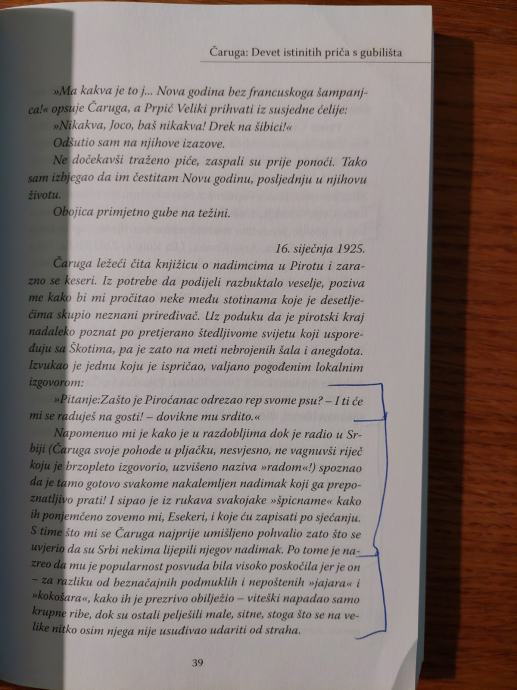 Čaruga: Devet istinitih priča s gubilišta
»Ma kakva je to j... Nova godina bez francuskoga šampanj-
ca!« opsuje Čaruga, a Prpić Veliki prihvati iz susjedne ćelije:
»Nikakva, Joco, baš nikakva! Drek na šibici!«
Odšutio sam na njihove izazove.
Ne dočekavši traženo piće, zaspali su prije ponoći. Tako
sam izbjegao da im čestitam Novu godinu, posljednju u njihovu
životu.
Obojica primjetno gube na težini.
16. siječnja 1925.
Čaruga ležeći čita knjižicu o nadimcima u Pirotu i zara-
zno se keseri. Iz potrebe da podijeli razbuktalo veselje, poziva
me kako bi mi pročitao neke među stotinama koje je desetlje-
ćima skupio neznani priređivač. Uz poduku da je pirotski kraj
nadaleko poznat po pretjerano štedljivome svijetu koji uspore-
đuju sa Škotima, pa je zato na meti nebrojenih šala i anegdota.
Izvukao je jednu koju je ispričao, valjano pogođenim lokalnim
izgovorom:
»Pitanje:Zašto je Piroćanac odrezao rep svome psu? – I ti će
mi se raduješ na gosti! – dovikne mu srdito.«
Napomenuo mi je kako je u razdobljima dok je radio u Sr-
biji (Čaruga svoje pohode u pljačku, nesvjesno, ne vagnuvši riječ
koju je brzopleto izgovorio, uzvišeno naziva »radom«!) spoznao
da je tamo gotovo svakome nakalemljen nadimak koji ga prepo-
znatljivo prati! I sipao je iz rukava svakojake »špicname« kako
ih ponjemčeno zovemo mi, Esekeri, i koje ću zapisati po sjećanju.
S time što mi se Čaruga najprije umišljeno pohvalio zato što se
uvjerio da su Srbi nekima lijepili njegov nadimak. Po tome je na-
zreo da mu je popularnost posvuda bila visoko poskočila jer je on
– za razliku od beznačajnih podmuklih i nepoštenih »jajara« i
»kokošara«, kako ih je prezrivo obilježio – viteški napadao samo
krupne ribe, dok su ostali pelješili male, sitne, stoga što se na ve-
like nitko osim njega nije usuđivao udariti od straha.
39